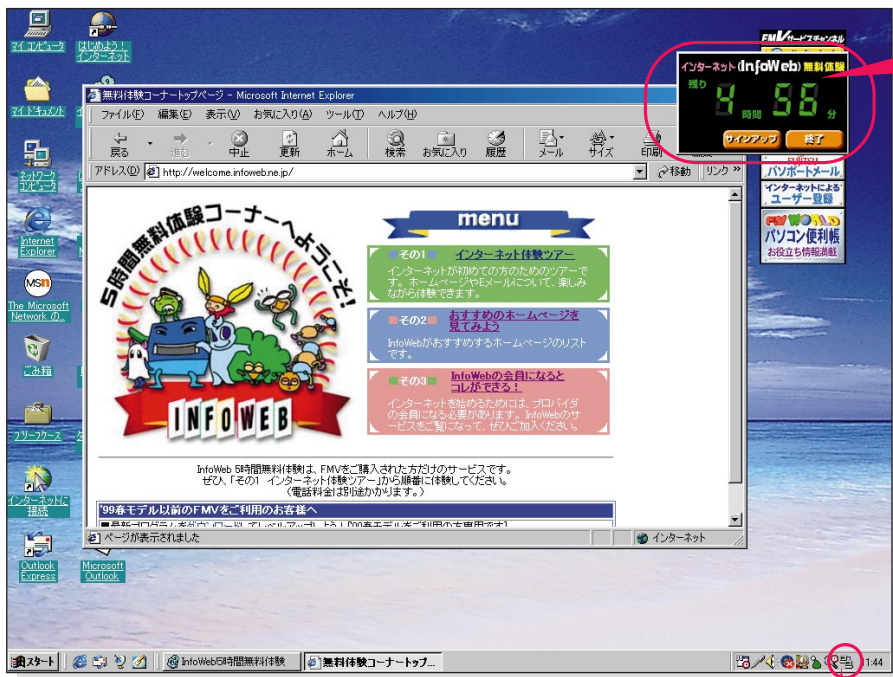 マイ コンピュータ
はじめよう！
インターネット
マイ ドキュメント
ネットワーク
コンピュータ
Internet
Explorer
MSN
The Microsoft
Network の...
ごみ箱
ブリーフケース
インターネットに
接続
Outlook
Express
Microsoft
Outlook
FMVサービスチャンネル
インターネット(InfoWeb)無料体験
残り
4 時間 56 分
サインアップ 終了
FUJITSU
パソポートメール
インターネットによる
ユーザー登録
FMWORLD
パソコン便利帳
お役立ち情報満載
無料体験コーナートップページ - Microsoft Internet Explorer
ファイル(F) 編集(E) 表示(V) お気に入り(A) ツール(T) ヘルプ(H)
戻る 進む 中止 更新 ホーム 検索 お気に入り 履歴 メール サイズ 印刷
アドレス(D) http://welcome.infoweb.ne.jp/ 移動 リンク »
5時間無料体験コーナーへようこそ!
INFOWEB
menu
その1 インターネット体験ツアー
インターネットが初めての方のためのツアーで
す。ホームページやEメールについて、楽しみ
ながら体験できます。
その2 おすすめのホームページを
見てみよう
InfoWebがおすすめするホームページのリスト
です。
その3 InfoWebの会員になると
コレができる！
インターネットを始めるためには、プロバイダ
の会員になる必要があります。InfoWebのサ
ービスをご覧になって、ぜひご加入ください。
InfoWeb 5時間無料体験は、FMVをご購入された方だけのサービスです。
ぜひ、「その1 インターネット体験ツアー」から順番に体験してください。
（電話料金は別途かかります。）
'99春モデル以前のFMVをご利用のお客様へ
ページが表示されました
インターネット
スタート InfoWeb5時間無料体験 無料体験コーナートップ... 1:44